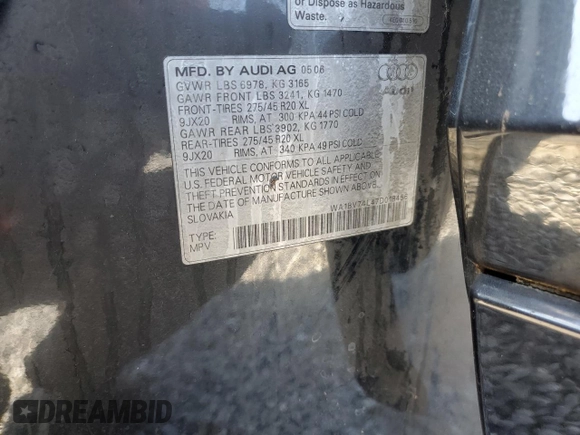 or Dispose as Hazardous
Waste.
MFD. BY AUDI AG 05 08
GVWR LBS 6978, KG 3165
GAWR FRONT LBS 3241, KG 1470
FRONT-TIRES 275/45 R20 XL
9JX20 RIMS, AT 300 KPA/44 PSI COLD
GAWR REAR LBS 3902, KG 1770
REAR-TIRES 275/45 R20 XL
9JX20 RIMS, AT 340 KPA/49 PSI COLD
Audi
THIS VEHICLE CONFORMS TO ALL APPLICABLE
U.S. FEDERAL MOTOR VEHICLE SAFETY AND
THEFT PREVENTION STANDARDS IN EFFECT ON
THE DATE OF MANUFACTURE SHOWN ABOVE.
SLOVAKIA
TYPE:
MPV
DREAMBID